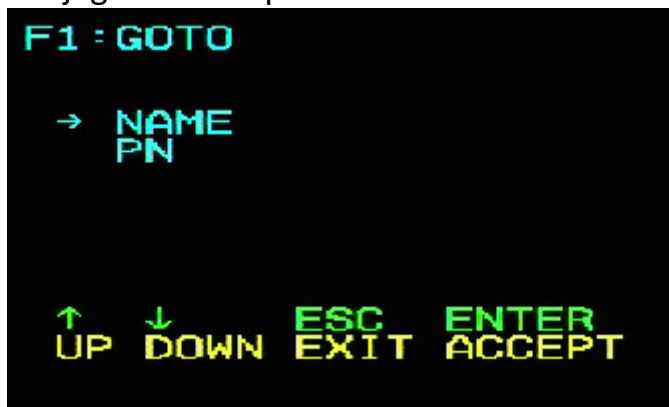 F1:GOTO
→ NAME
PN
↑ ↓ ESC ENTER
UP DOWN EXIT ACCEPT